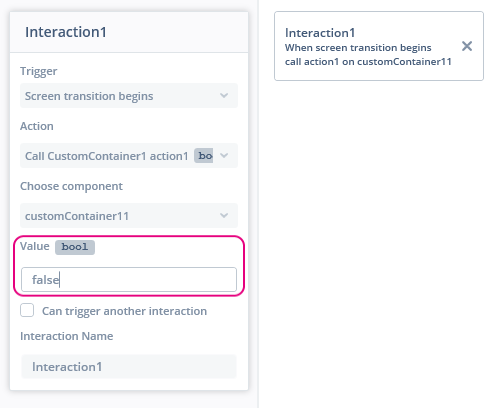 Interaction1
Trigger
Screen transition begins
Action
Call CustomContainer1 action1 bo
Choose component
customContainer11
Value bool
false
Can trigger another interaction
Interaction Name
Interaction1
Interaction1
When screen transition begins
call action1 on customContainer11